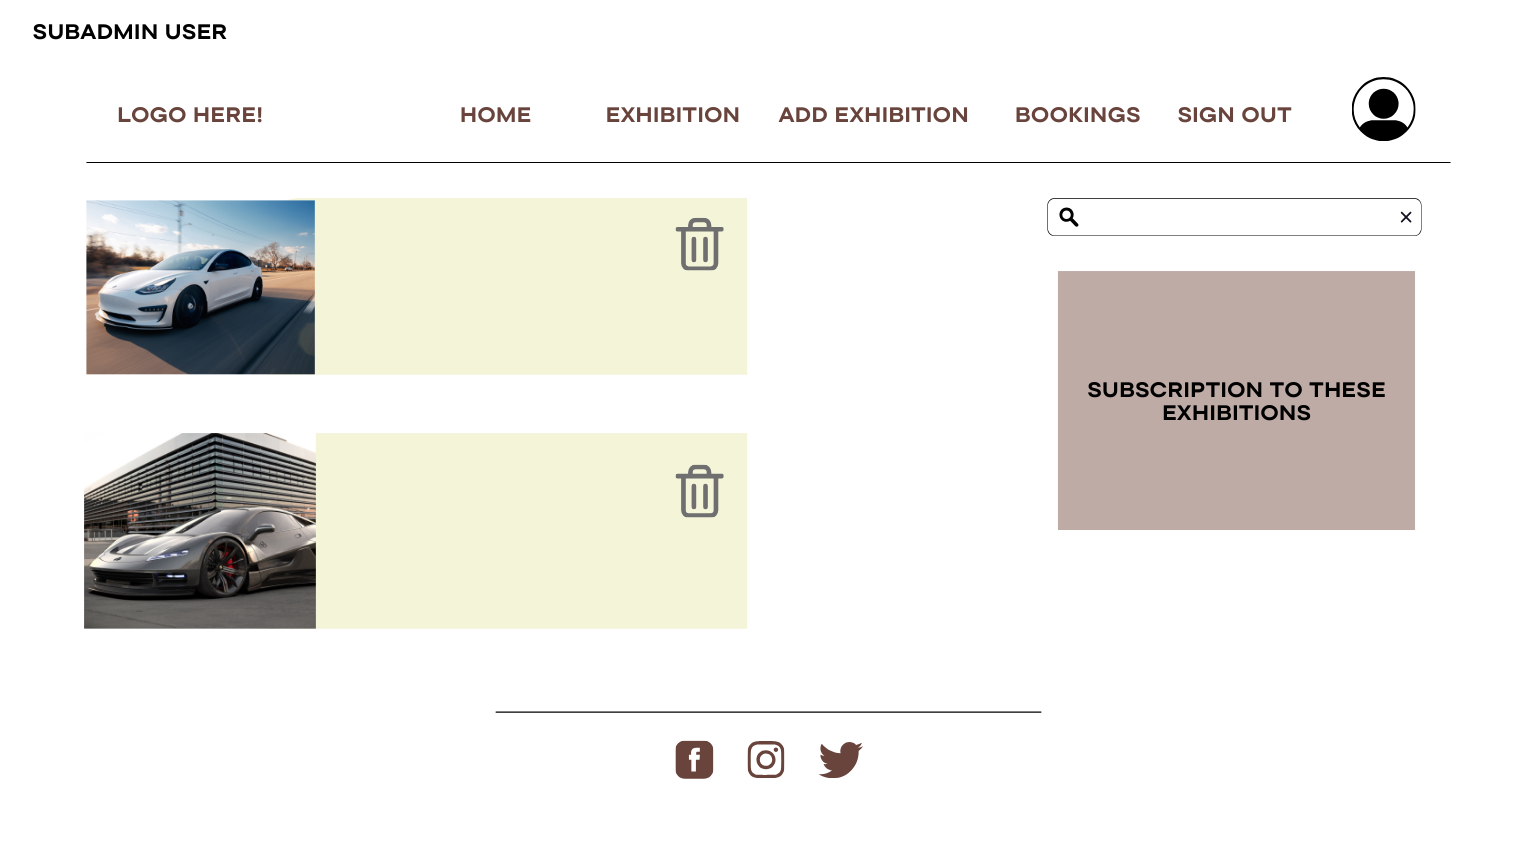 SUBADMIN USER
LOGO HERE!
HOME
EXHIBITION
ADD EXHIBITION
BOOKINGS
SIGN OUT
SUBSCRIPTION TO THESE
EXHIBITIONS